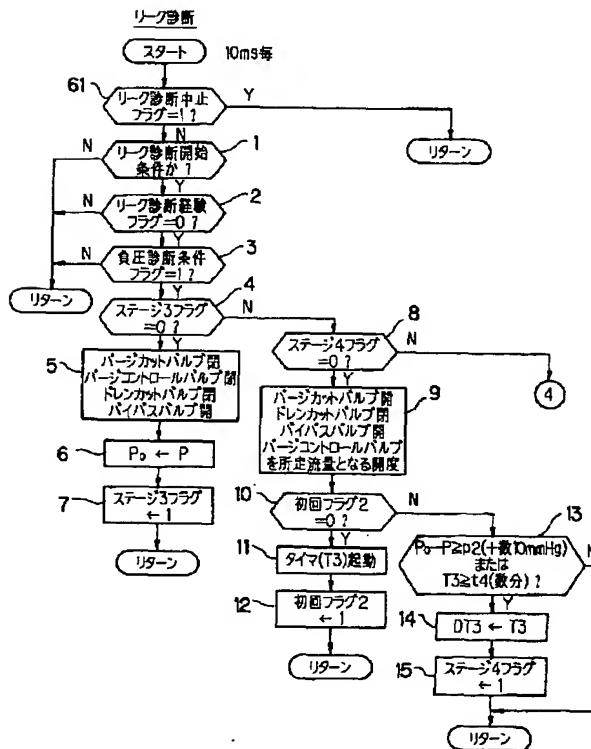 リーク診断
スタート
10ms毎
61
リーク診断中止
フラグ=1?
Y
N
リターン
1
リーク診断開始
条件か?
N
Y
2
リーク診断経験
フラグ=0?
N
Y
3
負圧診断条件
フラグ=1?
N
Y
リターン
4
ステージ3フラグ
=0?
N
Y
5
パージカットバルブ閉
パージコントロールバルブ閉
ドレンカットバルブ閉
バイパスバルブ開
6
P₀ ← P
7
ステージ3フラグ
← 1
リターン
8
ステージ4フラグ
=0?
N
Y
4
9
パージカットバルブ開
ドレンカットバルブ閉
バイパスバルブ開
パージコントロールバルブ
を所定流量となる開度
10
初回フラグ2
=0?
N
Y
11
タイマ(T3)起動
12
初回フラグ2
← 1
リターン
13
P₀-P≧p2(十数10mmHg)
または
T3≧t4(数分)?
N
Y
14
DT3 ← T3
15
ステージ4フラグ
← 1
リターン